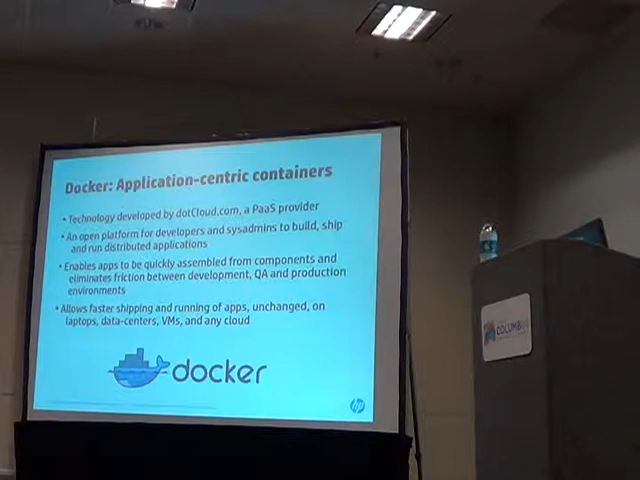 Docker: Application-centric containers
• Technology developed by dotCloud.com, a PaaS provider
• An open platform for developers and sysadmins to build, ship
and run distributed applications
• Enables apps to be quickly assembled from components and
eliminates friction between development, QA and production
environments
• Allows faster shipping and running of apps, unchanged, on
laptops, data-centers, VMs, and any cloud
docker
hp